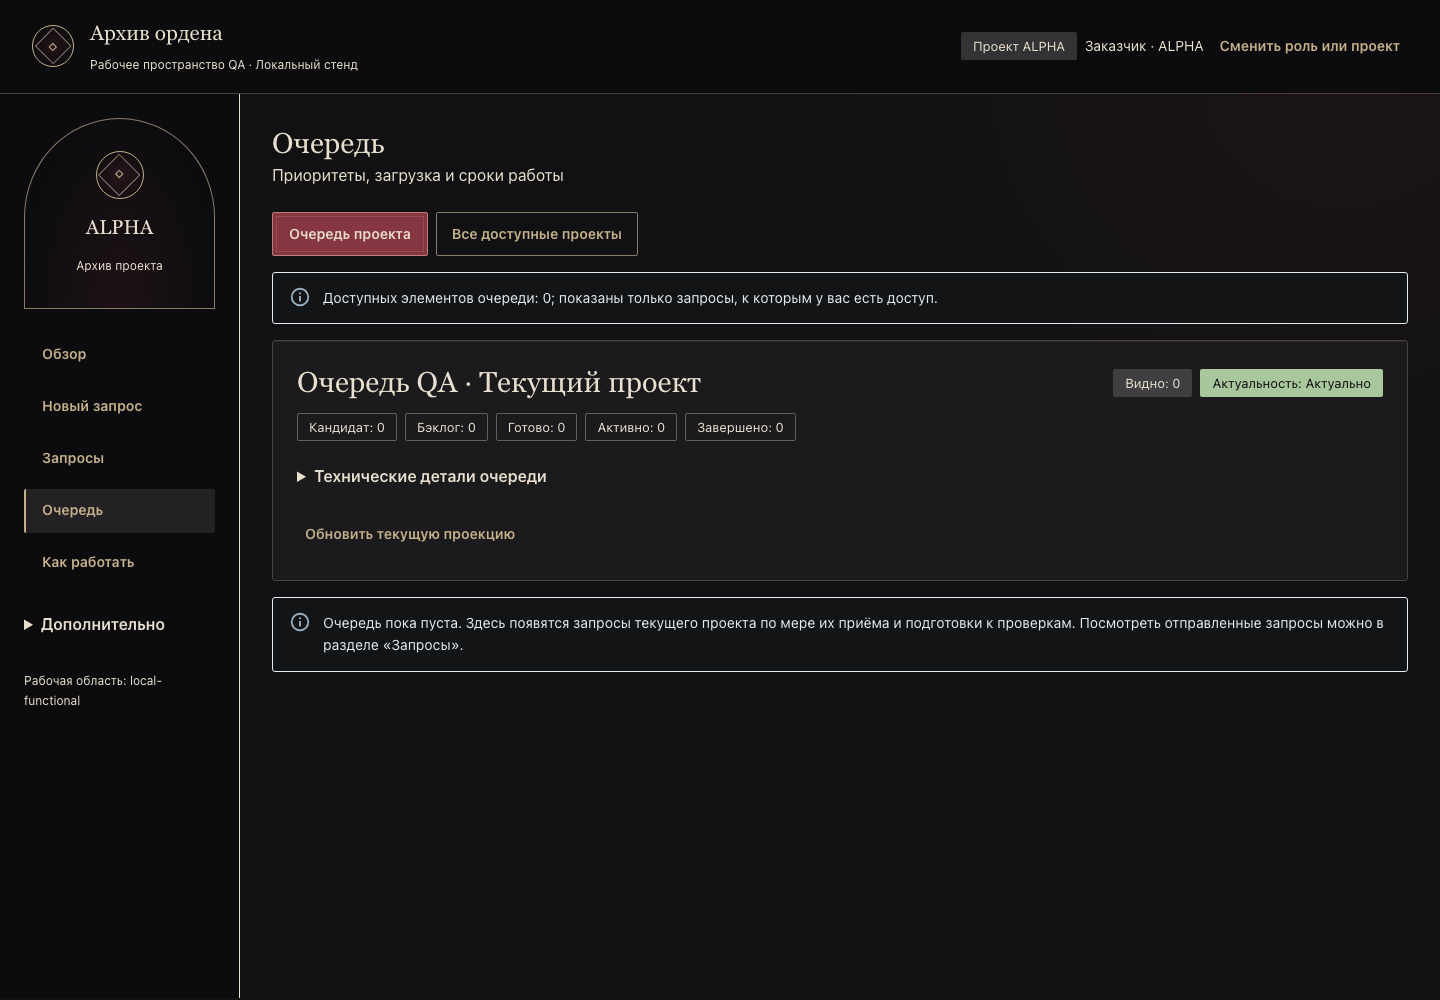 Архив ордена
Рабочее пространство QA · Локальный стенд
Проект ALPHA
Заказчик · ALPHA
Сменить роль или проект
ALPHA
Архив проекта
Обзор
Новый запрос
Запросы
Очередь
Как работать
Дополнительно
Рабочая область: local-
functional
Очередь
Приоритеты, загрузка и сроки работы
Очередь проекта
Все доступные проекты
Доступных элементов очереди: 0; показаны только запросы, к которым у вас есть доступ.
Очередь QA · Текущий проект
Видно: 0
Актуальность: Актуально
Кандидат: 0
Бэклог: 0
Готово: 0
Активно: 0
Завершено: 0
Технические детали очереди
Обновить текущую проекцию
Очередь пока пуста. Здесь появятся запросы текущего проекта по мере их приёма и подготовки к проверкам. Посмотреть отправленные запросы можно в
разделе «Запросы».